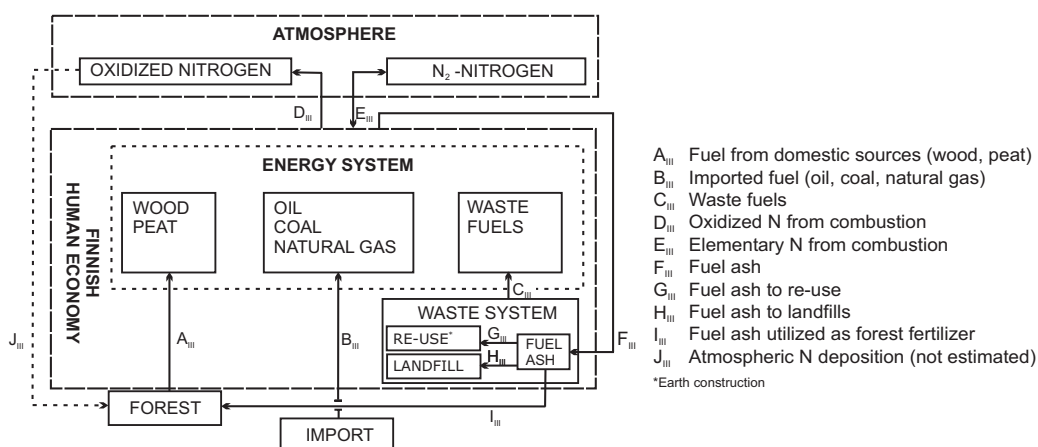 ATMOSPHERE
OXIDIZED NITROGEN
N₂ -NITROGEN
D_III
E_III
ENERGY SYSTEM
FINNISH
HUMAN ECONOMY
WOOD
PEAT
OIL
COAL
NATURAL GAS
WASTE
FUELS
C_III
WASTE SYSTEM
RE-USE*
G_III
FUEL
ASH
LANDFILL
H_III
F_III
J_III
A_III
B_III
FOREST
I_III
IMPORT
A_III Fuel from domestic sources (wood, peat)
B_III Imported fuel (oil, coal, natural gas)
C_III Waste fuels
D_III Oxidized N from combustion
E_III Elementary N from combustion
F_III Fuel ash
G_III Fuel ash to re-use
H_III Fuel ash to landfills
I_III Fuel ash utilized as forest fertilizer
J_III Atmospheric N deposition (not estimated)
*Earth construction